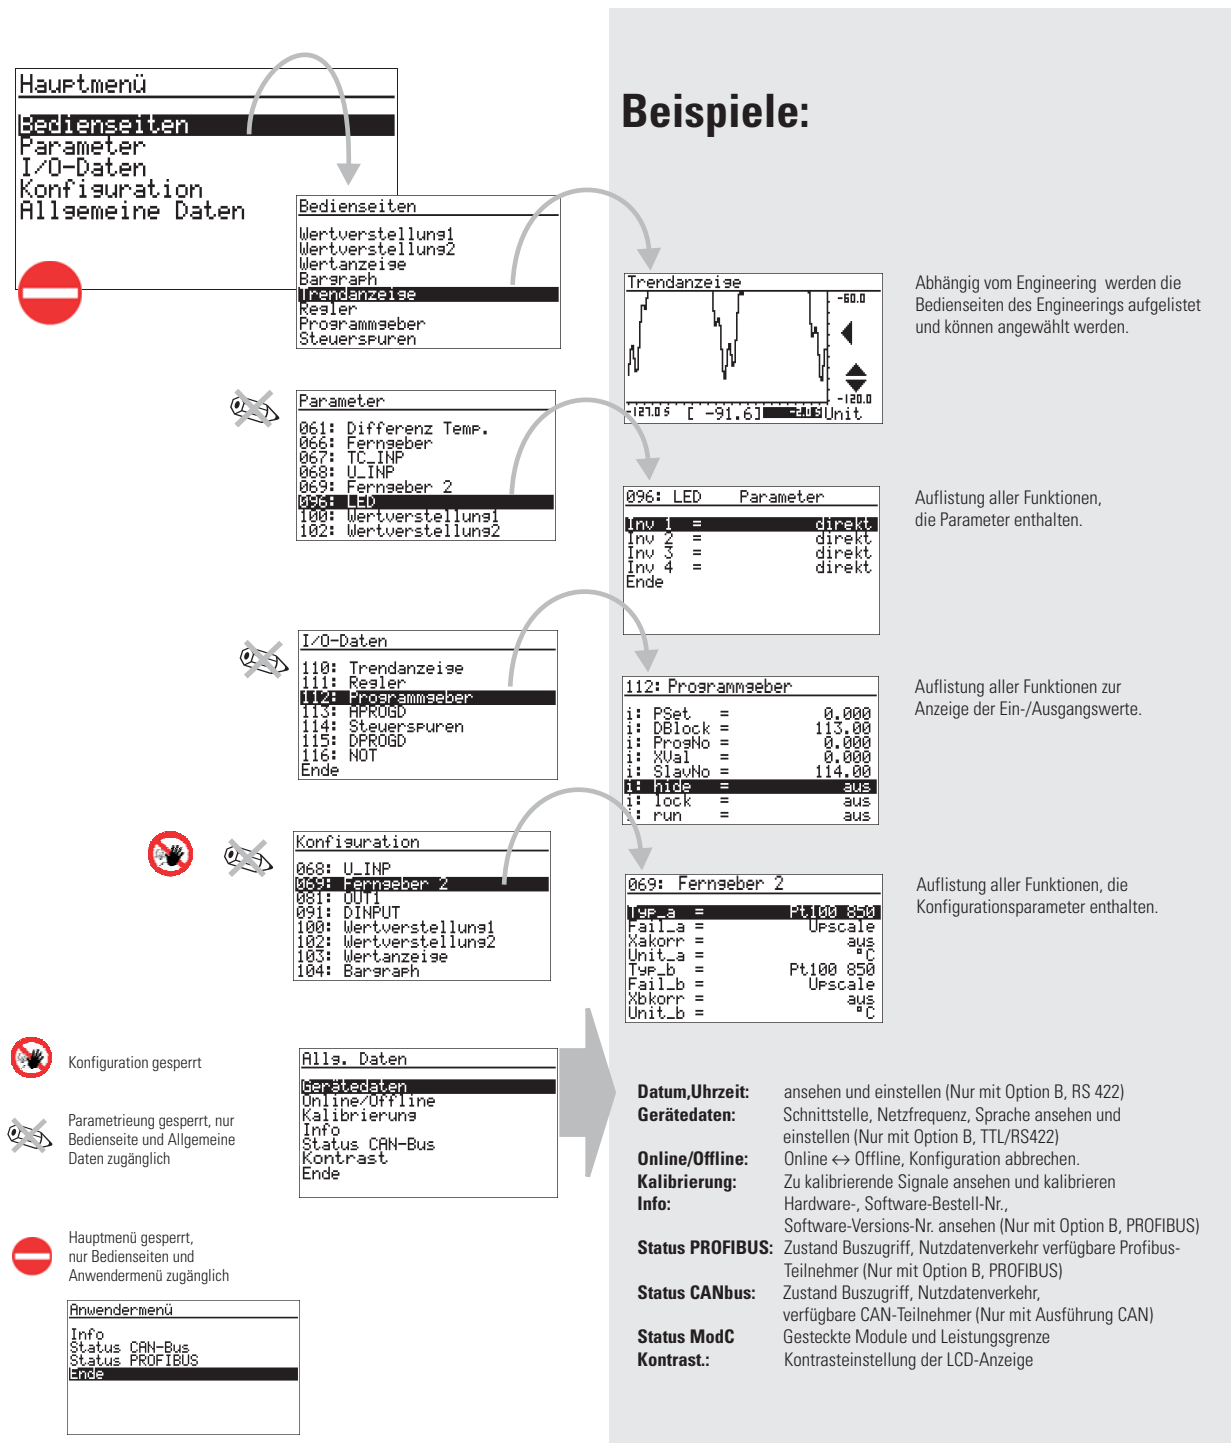 Hauptmenü
Bedienseiten
Parameter
I/O-Daten
Konfiguration
Allgemeine Daten
Beispiele:
Bedienseiten
Wertverstellung1
Wertverstellung2
Wertanzeige
Bargraph
Trendanzeige
Regler
Programmgeber
Steuerspuren
Trendanzeige
-60.0
-120.0
-127.0 s [ -91.6] -2.0 s Unit
Abhängig vom Engineering werden die
Bedienseiten des Engineerings aufgelistet
und können angewählt werden.
Parameter
061: Differenz Temp.
066: Ferngeber
067: TC_INP
068: U_INP
069: Ferngeber 2
096: LED
100: Wertverstellung1
102: Wertverstellung2
096: LED Parameter
Inv 1 = direkt
Inv 2 = direkt
Inv 3 = direkt
Inv 4 = direkt
Ende
Auflistung aller Funktionen,
die Parameter enthalten.
I/O-Daten
110: Trendanzeige
111: Regler
112: Programmgeber
113: APROGD
114: Steuerspuren
115: DPROGD
116: NOT
Ende
112: Programmgeber
i: PSet = 0.000
i: DBlock = 113.00
i: ProgNo = 0.000
i: XVal = 0.000
i: SlavNo = 114.00
i: hide = aus
i: lock = aus
i: run = aus
Auflistung aller Funktionen zur
Anzeige der Ein-/Ausgangswerte.
Konfiguration
068: U_INP
069: Ferngeber 2
081: OUT1
091: DINPUT
100: Wertverstellung1
102: Wertverstellung2
103: Wertanzeige
104: Bargraph
069: Ferngeber 2
Typ_a = Pt100 850
Fail_a = Upscale
Xakorr = aus
Unit_a = °C
Typ_b = Pt100 850
Fail_b = Upscale
Xbkorr = aus
Unit_b = °C
Auflistung aller Funktionen, die
Konfigurationsparameter enthalten.
Konfiguration gesperrt
Parametrieung gesperrt, nur
Bedienseite und Allgemeine
Daten zugänglich
Hauptmenü gesperrt,
nur Bedienseiten und
Anwendermenü zugänglich
Allg. Daten
Gerätedaten
Online/Offline
Kalibrierung
Info
Status CAN-Bus
Kontrast
Ende
Anwendermenü
Info
Status CAN-Bus
Status PROFIBUS
Ende
Datum,Uhrzeit: ansehen und einstellen (Nur mit Option B, RS 422)
Gerätedaten: Schnittstelle, Netzfrequenz, Sprache ansehen und
einstellen (Nur mit Option B, TTL/RS422)
Online/Offline: Online ↔ Offline, Konfiguration abbrechen.
Kalibrierung: Zu kalibrierende Signale ansehen und kalibrieren
Info: Hardware-, Software-Bestell-Nr.,
Software-Versions-Nr. ansehen (Nur mit Option B, PROFIBUS)
Status PROFIBUS: Zustand Buszugriff, Nutzdatenverkehr verfügbare Profibus-
Teilnehmer (Nur mit Option B, PROFIBUS)
Status CANbus: Zustand Buszugriff, Nutzdatenverkehr,
verfügbare CAN-Teilnehmer (Nur mit Ausführung CAN)
Status ModC Gesteckte Module und Leistungsgrenze
Kontrast.: Kontrasteinstellung der LCD-Anzeige